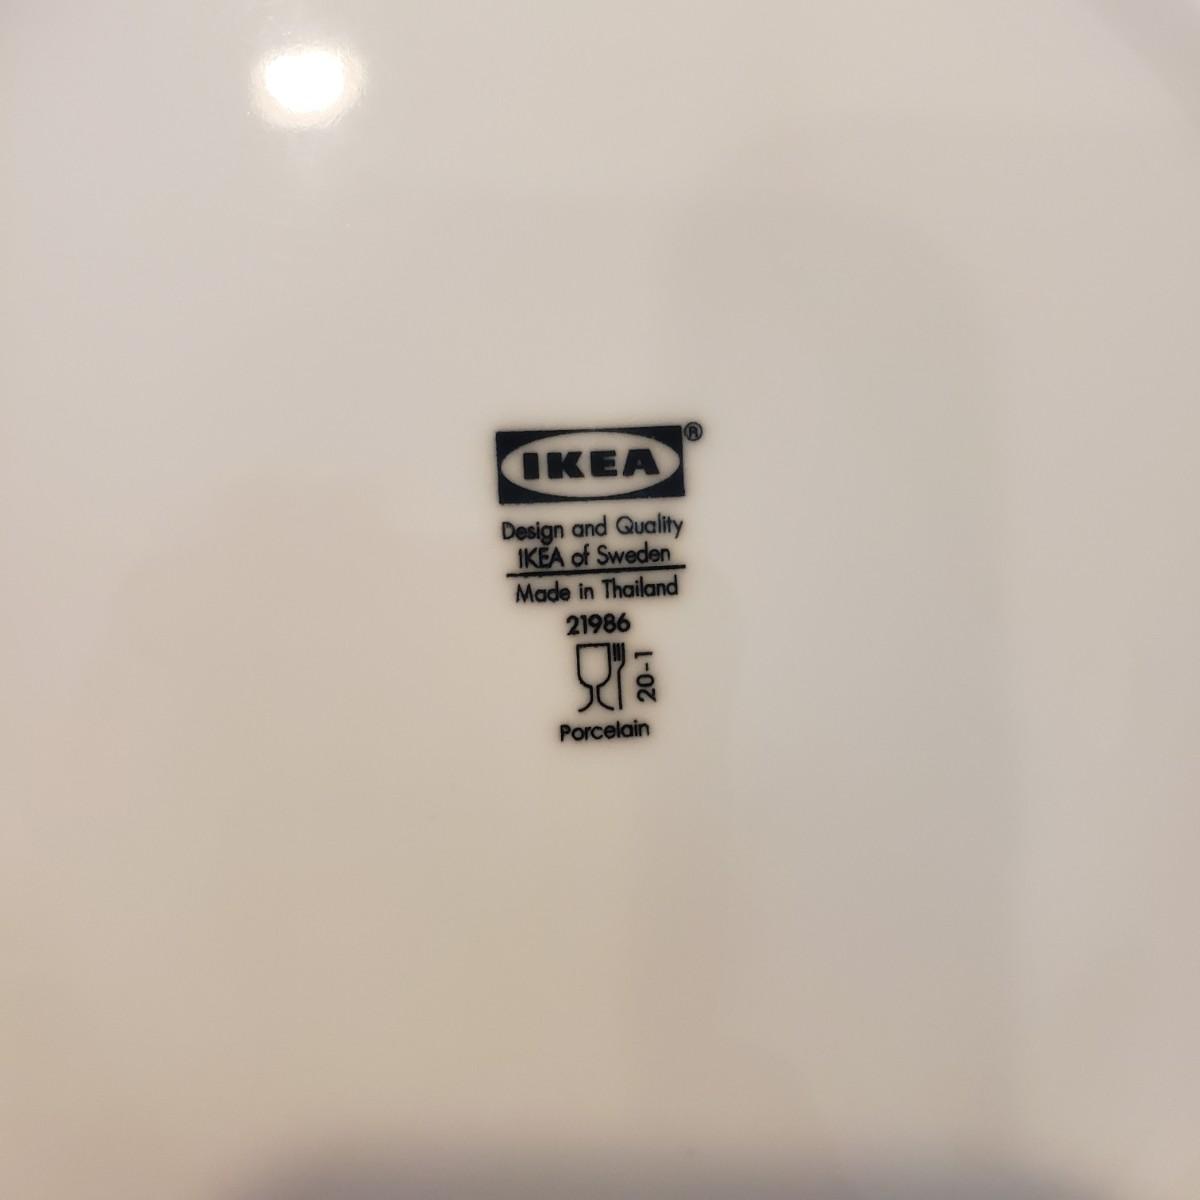 IKEA®
Design and Quality
IKEA of Sweden
Made in Thailand
21986
20-1
Porcelain